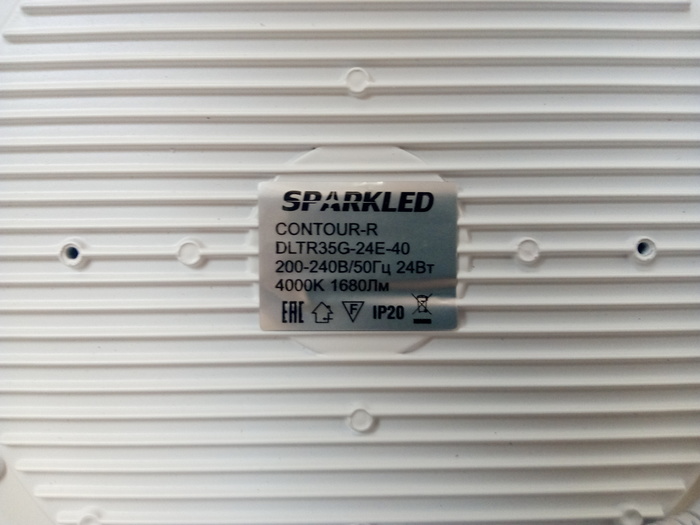 SPARKLED
CONTOUR-R
DLTR35G-24E-40
200-240В/50Гц 24Вт
4000K 1680Лм
EAC F IP20